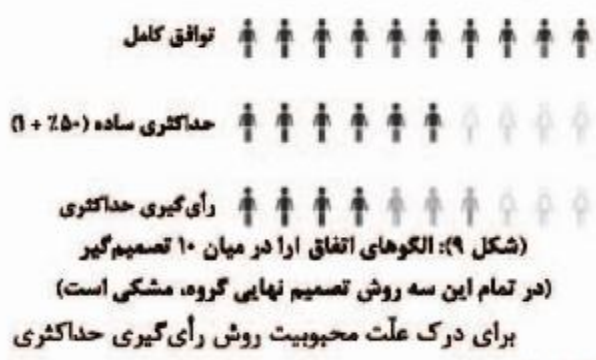 توافق کامل
حداکثری ساده (۵۰٪ + ۱)
رأی‌گیری حداکثری
(شکل ۹): الگوهای اتفاق ارا در میان ۱۰ تصمیم‌گیر
(در تمام این سه روش تصمیم نهایی گروه، مشکی است)
برای درک علّت محبوبیت روش رأی‌گیری حداکثری